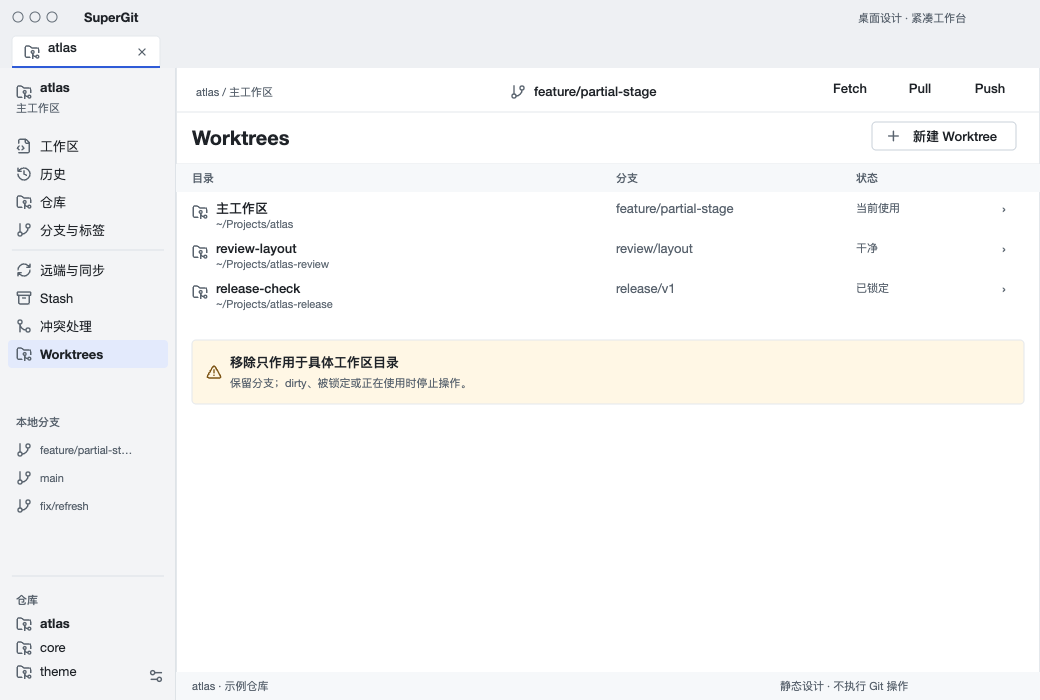 SuperGit
桌面设计 · 紧凑工作台
atlas
atlas
主工作区
工作区
历史
仓库
分支与标签
远端与同步
Stash
冲突处理
Worktrees
本地分支
feature/partial-st…
main
fix/refresh
仓库
atlas
core
theme
atlas / 主工作区
feature/partial-stage
Fetch
Pull
Push
Worktrees
新建 Worktree
目录
分支
状态
主工作区
~/Projects/atlas
feature/partial-stage
当前使用
review-layout
~/Projects/atlas-review
review/layout
干净
release-check
~/Projects/atlas-release
release/v1
已锁定
移除只作用于具体工作区目录
保留分支；dirty、被锁定或正在使用时停止操作。
atlas · 示例仓库
静态设计 · 不执行 Git 操作